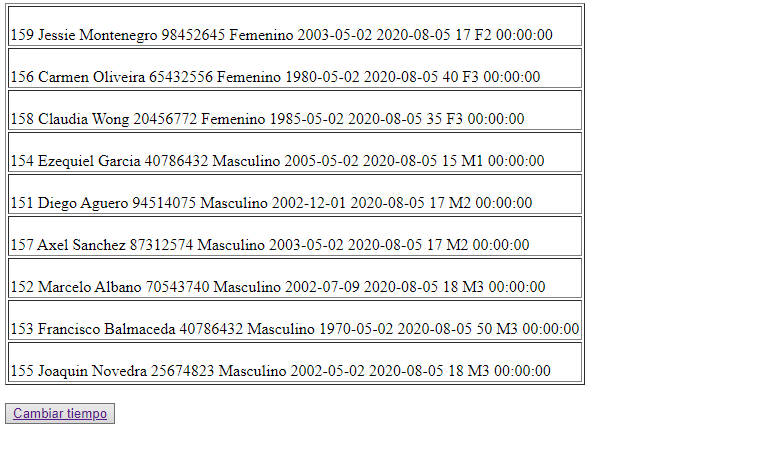 159 Jessie Montenegro 98452645 Femenino 2003-05-02 2020-08-05 17 F2 00:00:00
156 Carmen Oliveira 65432556 Femenino 1980-05-02 2020-08-05 40 F3 00:00:00
158 Claudia Wong 20456772 Femenino 1985-05-02 2020-08-05 35 F3 00:00:00
154 Ezequiel Garcia 40786432 Masculino 2005-05-02 2020-08-05 15 M1 00:00:00
151 Diego Aguero 94514075 Masculino 2002-12-01 2020-08-05 17 M2 00:00:00
157 Axel Sanchez 87312574 Masculino 2003-05-02 2020-08-05 17 M2 00:00:00
152 Marcelo Albano 70543740 Masculino 2002-07-09 2020-08-05 18 M3 00:00:00
153 Francisco Balmaceda 40786432 Masculino 1970-05-02 2020-08-05 50 M3 00:00:00
155 Joaquin Novedra 25674823 Masculino 2002-05-02 2020-08-05 18 M3 00:00:00
Cambiar tiempo